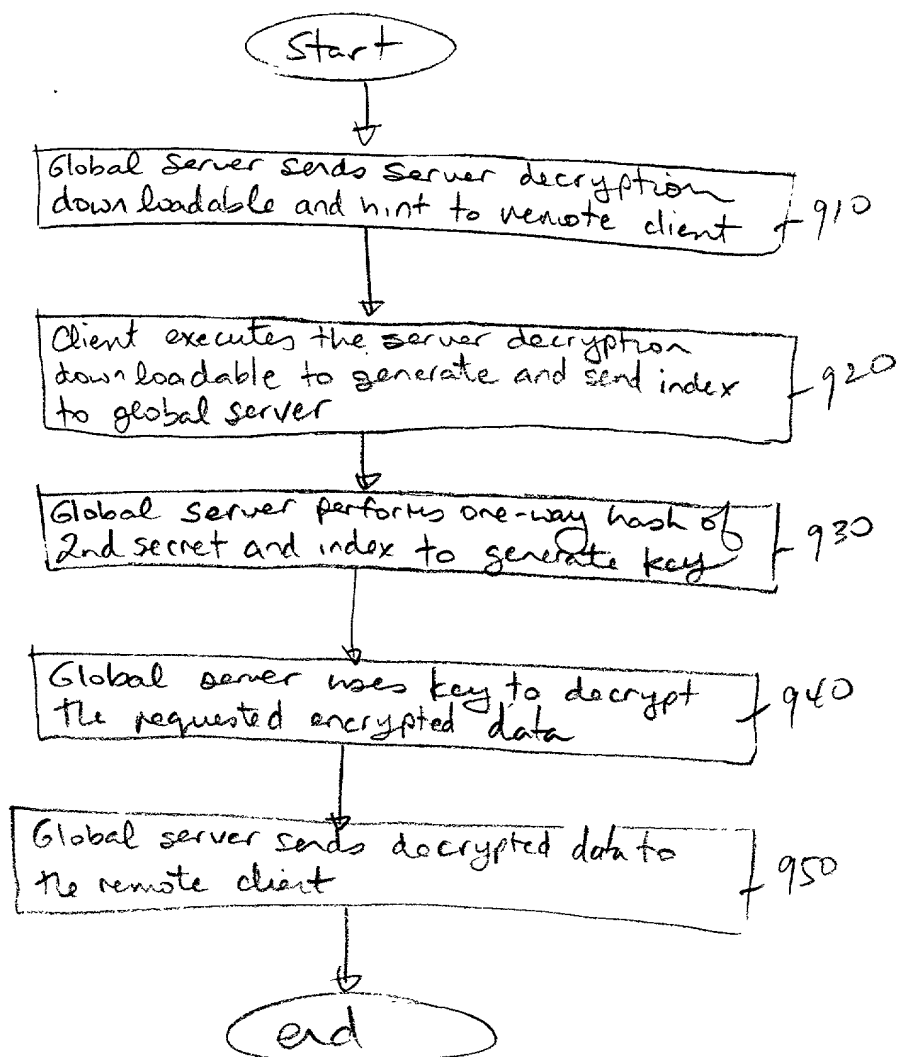 Start
Global Server sends Server decryption
downloadable and hint to remote client
910
Client executes the server decryption
downloadable to generate and send index
to global server
920
Global Server performs one-way hash of
2nd secret and index to generate key
930
Global server uses key to decrypt
the requested encrypted data
940
Global server sends decrypted data to
the remote client
950
end